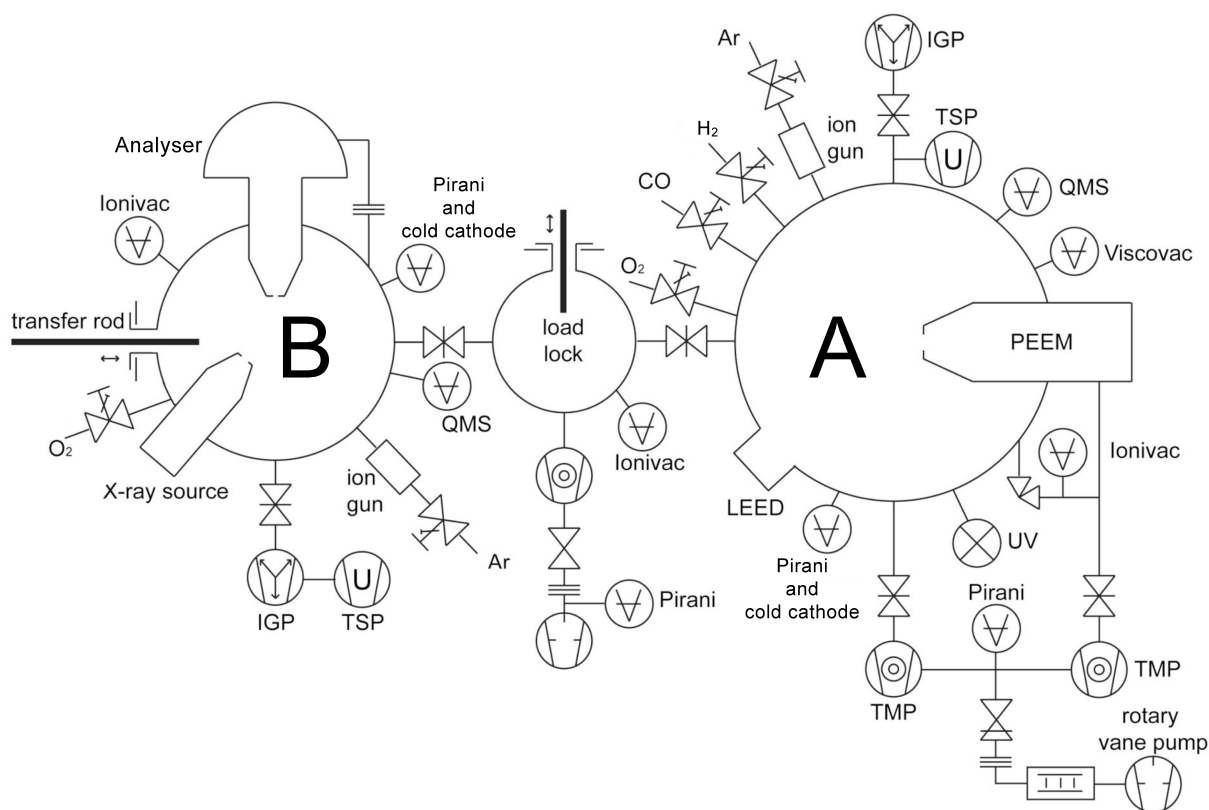 Ar
IGP
TSP
U
ion
gun
H₂
CO
O₂
QMS
Viscovac
Analyser
Ionivac
Pirani
and
cold cathode
transfer rod
B
load
lock
A
PEEM
QMS
O₂
X-ray source
ion
gun
Ar
Ionivac
LEED
Ionivac
UV
Pirani
and
cold cathode
IGP
U
TSP
Pirani
Pirani
TMP
TMP
rotary
vane pump